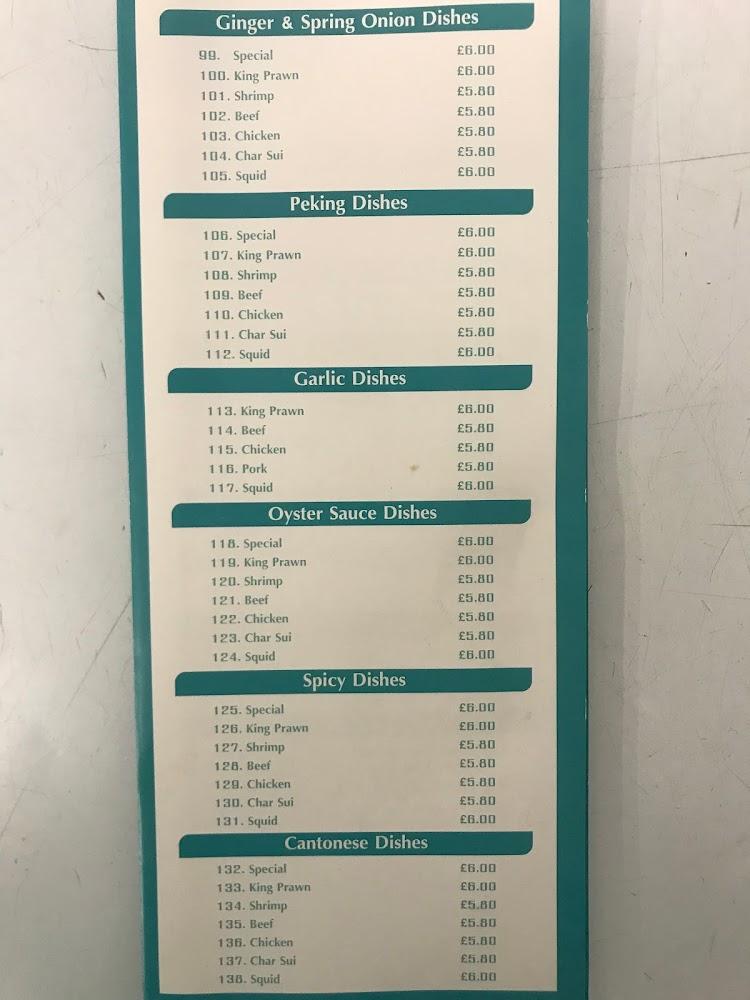 Ginger & Spring Onion Dishes
99. Special £6.00
100. King Prawn £6.00
101. Shrimp £5.80
102. Beef £5.80
103. Chicken £5.80
104. Char Sui £5.80
105. Squid £6.00
Peking Dishes
106. Special £6.00
107. King Prawn £6.00
108. Shrimp £5.80
109. Beef £5.80
110. Chicken £5.80
111. Char Sui £5.80
112. Squid £6.00
Garlic Dishes
113. King Prawn £6.00
114. Beef £5.80
115. Chicken £5.80
116. Pork £5.80
117. Squid £6.00
Oyster Sauce Dishes
118. Special £6.00
119. King Prawn £6.00
120. Shrimp £5.80
121. Beef £5.80
122. Chicken £5.80
123. Char Sui £5.80
124. Squid £6.00
Spicy Dishes
125. Special £6.00
126. King Prawn £6.00
127. Shrimp £5.80
128. Beef £5.80
129. Chicken £5.80
130. Char Sui £5.80
131. Squid £6.00
Cantonese Dishes
132. Special £6.00
133. King Prawn £6.00
134. Shrimp £5.80
135. Beef £5.80
136. Chicken £5.80
137. Char Sui £5.80
138. Squid £6.00